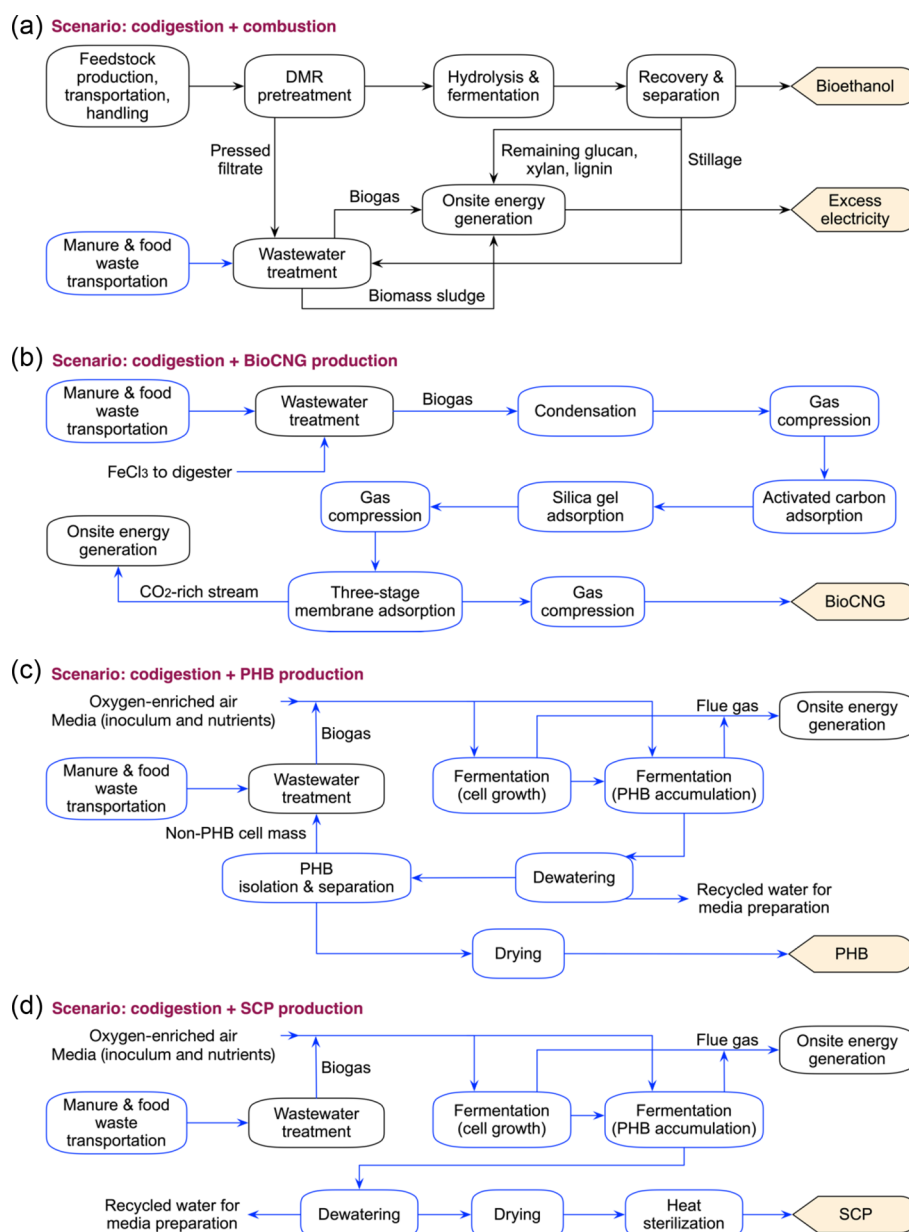 (a) Scenario: codigestion + combustion
Feedstock
production,
transportation,
handling
DMR
pretreatment
Hydrolysis &
fermentation
Recovery &
separation
Bioethanol
Pressed
filtrate
Remaining glucan,
xylan, lignin
Stillage
Biogas
Onsite energy
generation
Excess
electricity
Manure & food
waste
transportation
Wastewater
treatment
Biomass sludge
(b) Scenario: codigestion + BioCNG production
Manure & food
waste
transportation
Wastewater
treatment
Biogas
Condensation
Gas
compression
FeCl3 to digester
Gas
compression
Silica gel
adsorption
Activated carbon
adsorption
Onsite energy
generation
CO2-rich stream
Three-stage
membrane adsorption
Gas
compression
BioCNG
(c) Scenario: codigestion + PHB production
Oxygen-enriched air
Media (inoculum and nutrients)
Biogas
Flue gas
Onsite energy
generation
Manure & food
waste
transportation
Wastewater
treatment
Fermentation
(cell growth)
Fermentation
(PHB accumulation)
Non-PHB cell mass
PHB
isolation & separation
Dewatering
Recycled water for
media preparation
Drying
PHB
(d) Scenario: codigestion + SCP production
Oxygen-enriched air
Media (inoculum and nutrients)
Biogas
Flue gas
Onsite energy
generation
Manure & food
waste
transportation
Wastewater
treatment
Fermentation
(cell growth)
Fermentation
(PHB accumulation)
Recycled water for
media preparation
Dewatering
Drying
Heat
sterilization
SCP